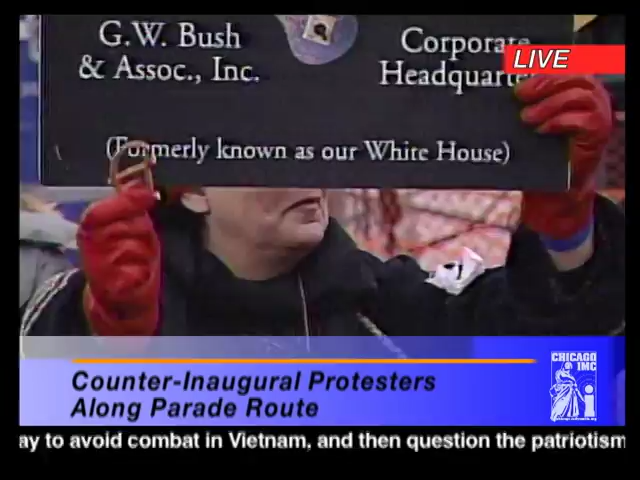 G.W. Bush
& Assoc., Inc.
Corporate
Headquarte
LIVE
(Formerly known as our White House)
CHICAGO
IMC
Counter-Inaugural Protesters
Along Parade Route
ay to avoid combat in Vietnam, and then question the patriotism